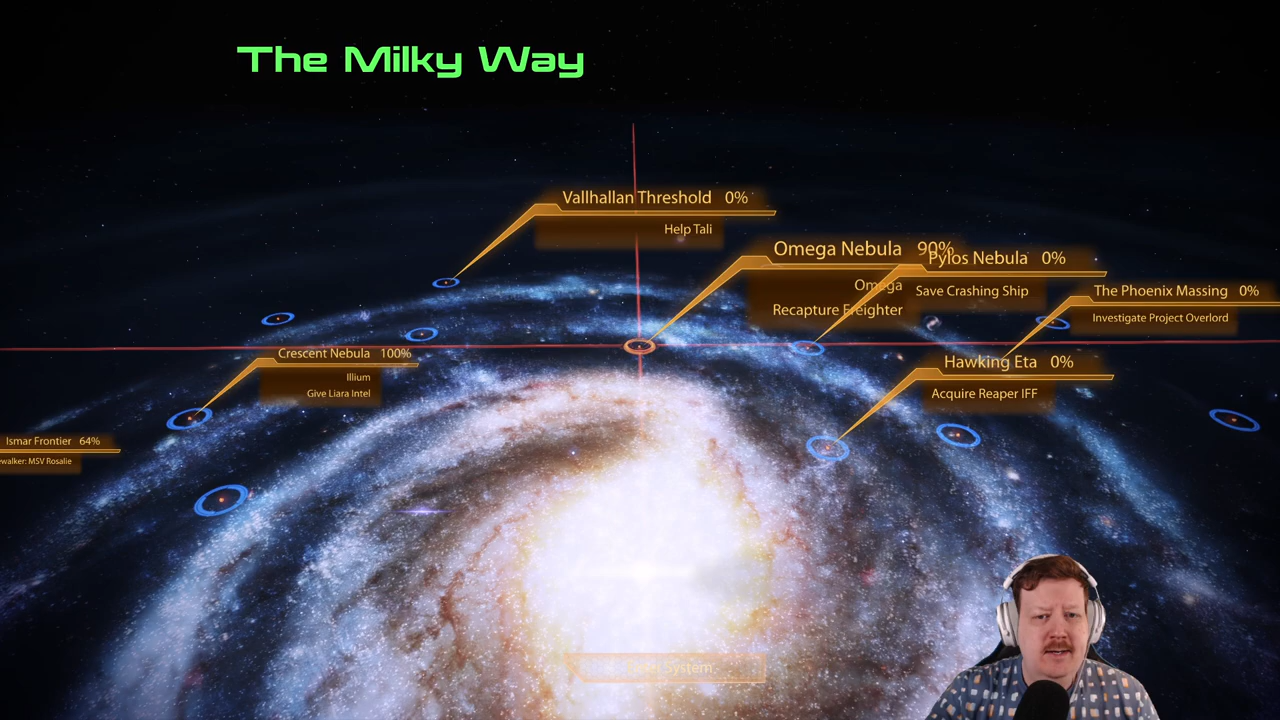 The Milky Way
Vallhallan Threshold 0%
Help Tali
Omega Nebula 90%
Omega
Recapture Freighter
Pylos Nebula 0%
Save Crashing Ship
The Phoenix Massing 0%
Investigate Project Overlord
Crescent Nebula 100%
Illium
Give Liara Intel
Hawking Eta 0%
Acquire Reaper IFF
Ismar Frontier 64%
ewalker: MSV Rosalie
System